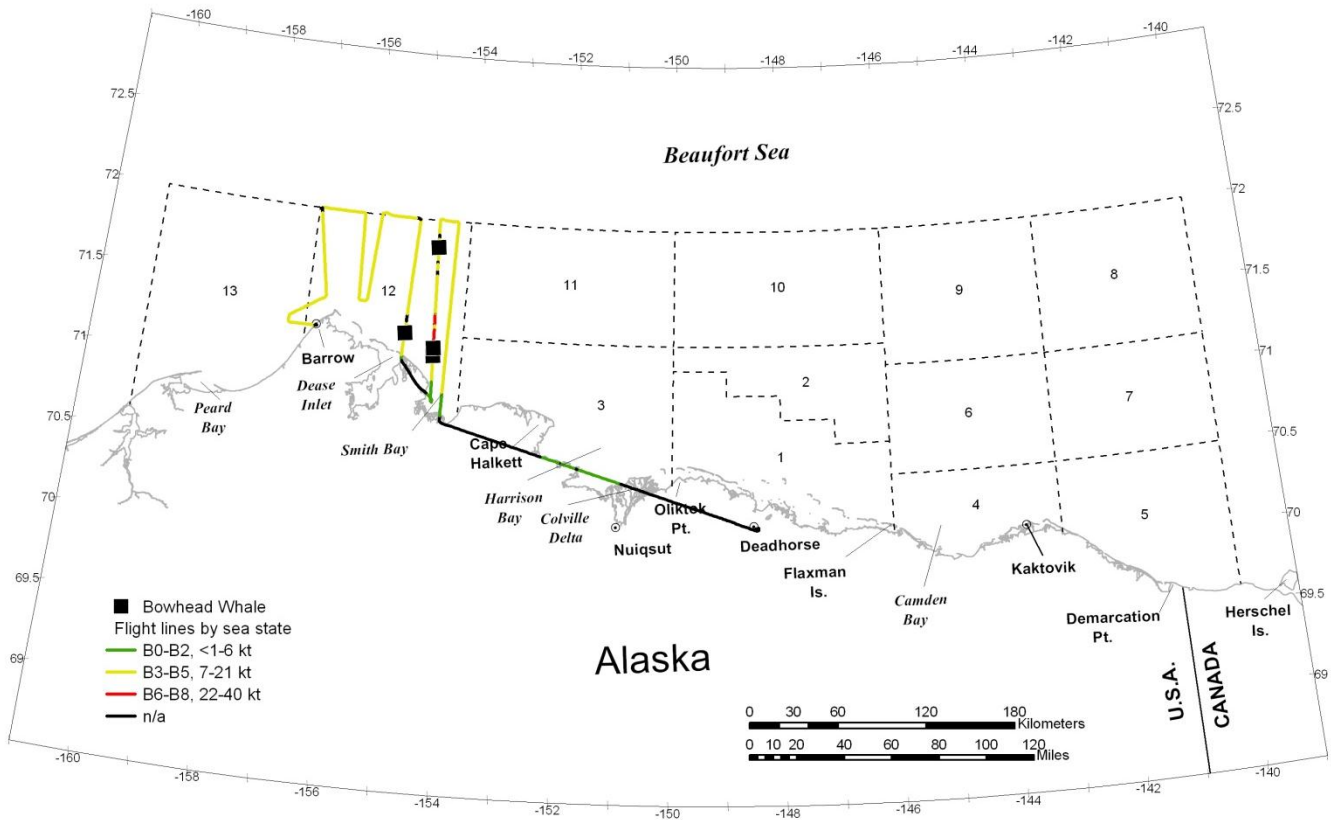 -160
-158
-156
-154
-152
-150
-148
-146
-144
-142
-140
72.5
72.5
Beaufort Sea
72
72
71.5
71.5
13
12
11
10
9
8
71
71
Barrow
Dease
Inlet
Peard
Bay
Smith Bay
3
2
6
7
70.5
70.5
Cape
Halkett
Harrison
Bay
Colville
Delta
Oliktok
Pt.
1
4
5
70
70
Nuiqsut
Deadhorse
Flaxman
Is.
Camden
Bay
Kaktovik
Demarcation
Pt.
Herschel
Is.
69.5
69.5
Bowhead Whale
Flight lines by sea state
B0-B2, <1-6 kt
B3-B5, 7-21 kt
B6-B8, 22-40 kt
n/a
69
69
Alaska
U.S.A.
CANADA
0 30 60 120 180
Kilometers
0 10 20 40 60 80 100 120
Miles
-160
-158
-156
-154
-152
-150
-148
-146
-144
-142
-140